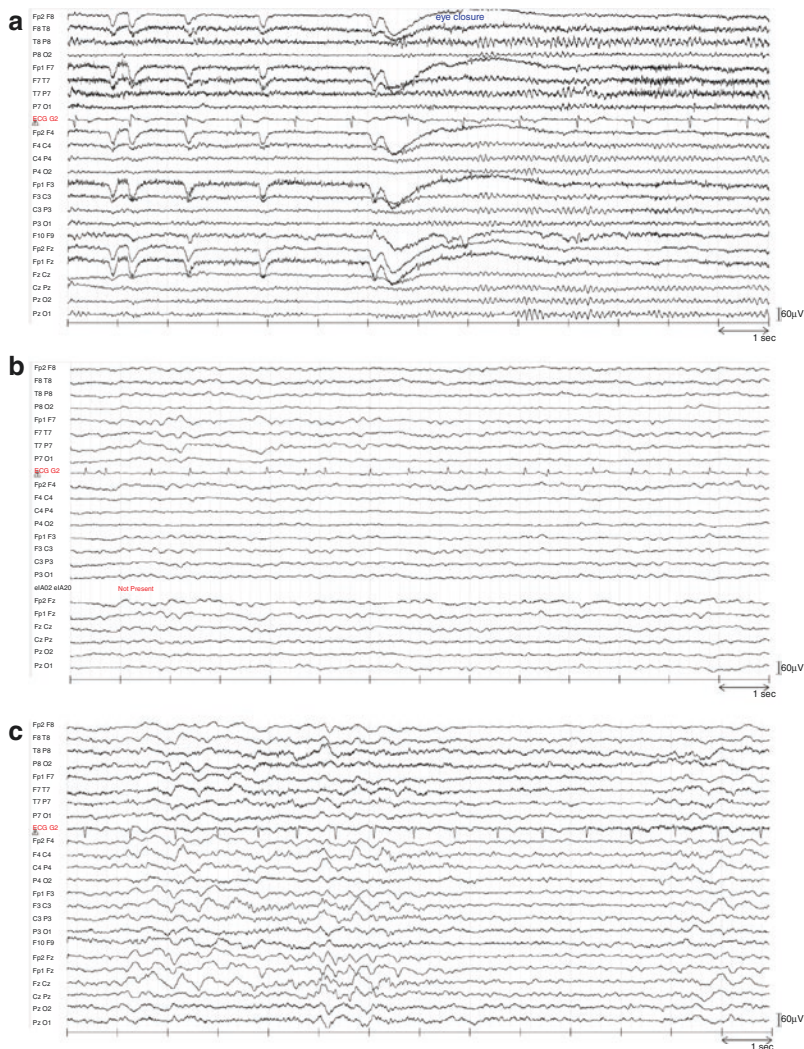 a
eye closure
Fp2 F8
F8 T8
T8 P8
P8 O2
Fp1 F7
F7 T7
T7 P7
P7 O1
ECG G2
Fp2 F4
F4 C4
C4 P4
P4 O2
Fp1 F3
F3 C3
C3 P3
P3 O1
F10 F9
Fp2 Fz
Fp1 Fz
Fz Cz
Cz Pz
Pz O2
Pz O1
60µV
1 sec
b
Fp2 F8
F8 T8
T8 P8
P8 O2
Fp1 F7
F7 T7
T7 P7
P7 O1
ECG G2
Fp2 F4
F4 C4
C4 P4
P4 O2
Fp1 F3
F3 C3
C3 P3
P3 O1
eIA02 eIA20 Not Present
Fp2 Fz
Fp1 Fz
Fz Cz
Cz Pz
Pz O2
Pz O1
60µV
1 sec
c
Fp2 F8
F8 T8
T8 P8
P8 O2
Fp1 F7
F7 T7
T7 P7
P7 O1
ECG G2
Fp2 F4
F4 C4
C4 P4
P4 O2
Fp1 F3
F3 C3
C3 P3
P3 O1
F10 F9
Fp2 Fz
Fp1 Fz
Fz Cz
Cz Pz
Pz O2
Pz O1
60µV
1 sec